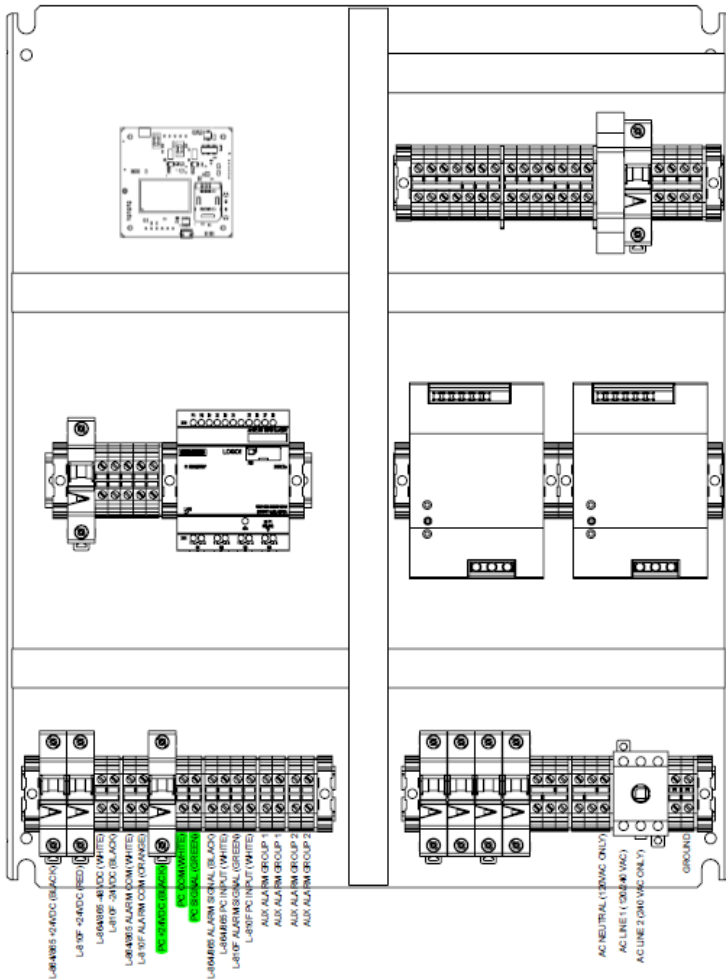 LOGO!
L-864/865 +24VDC (BLACK)
L-810F +24VDC (RED)
L-864/865 -48VDC (WHITE)
L-810F -24VDC (BLACK)
L-864/865 ALARM COM (WHITE)
L-810F ALARM COM (ORANGE)
PC +24VDC (BLACK)
PC COM (WHITE)
PC SIGNAL (GREEN)
L-864/865 ALARM SIGNAL (BLACK)
L-864/865 PC INPUT (WHITE)
L-810F ALARM SIGNAL (GREEN)
L-810F PC INPUT (WHITE)
AUX ALARM GROUP 1
AUX ALARM GROUP 1
AUX ALARM GROUP 2
AUX ALARM GROUP 2
AC NEUTRAL (120VAC ONLY)
AC LINE 1 (120/240 VAC)
AC LINE 2 (240 VAC ONLY)
GROUND